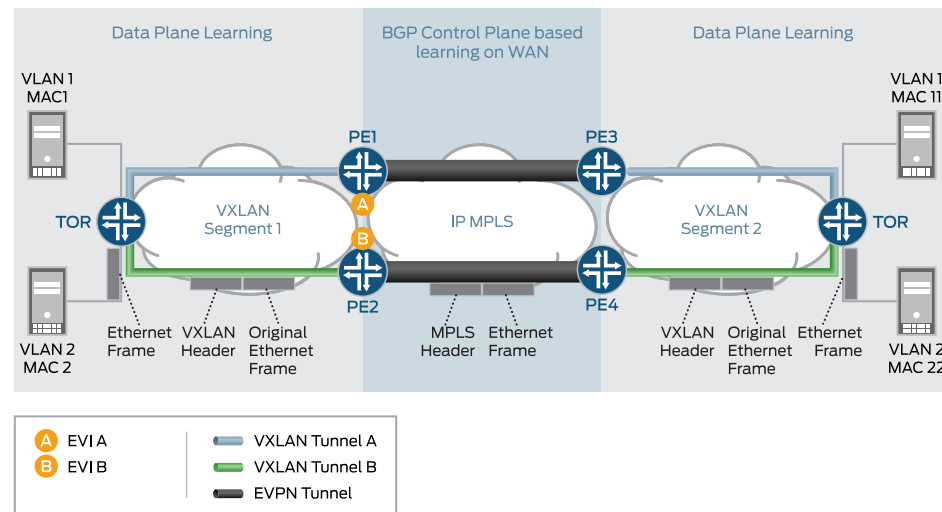 Data Plane Learning
BGP Control Plane based
learning on WAN
Data Plane Learning
VLAN 1
MAC1
VLAN 1
MAC 11
PE1
PE3
A
TOR
VXLAN
Segment 1
IP MPLS
VXLAN
Segment 2
TOR
B
PE2
PE4
Ethernet
Frame
VXLAN
Header
Original
Ethernet
Frame
MPLS
Header
Ethernet
Frame
VXLAN
Header
Original
Ethernet
Frame
Ethernet
Frame
VLAN 2
MAC 2
VLAN 2
MAC 22
A EVI A
B EVI B
VXLAN Tunnel A
VXLAN Tunnel B
EVPN Tunnel